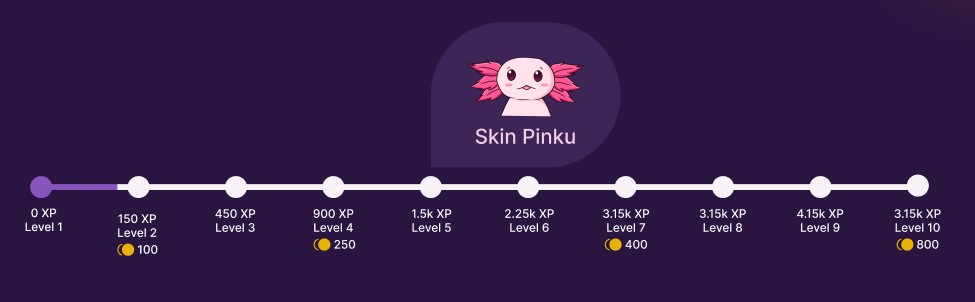 Skin Pinku
0 XP
Level 1
150 XP
Level 2
100
450 XP
Level 3
900 XP
Level 4
250
1.5k XP
Level 5
2.25k XP
Level 6
3.15k XP
Level 7
400
3.15k XP
Level 8
4.15k XP
Level 9
3.15k XP
Level 10
800